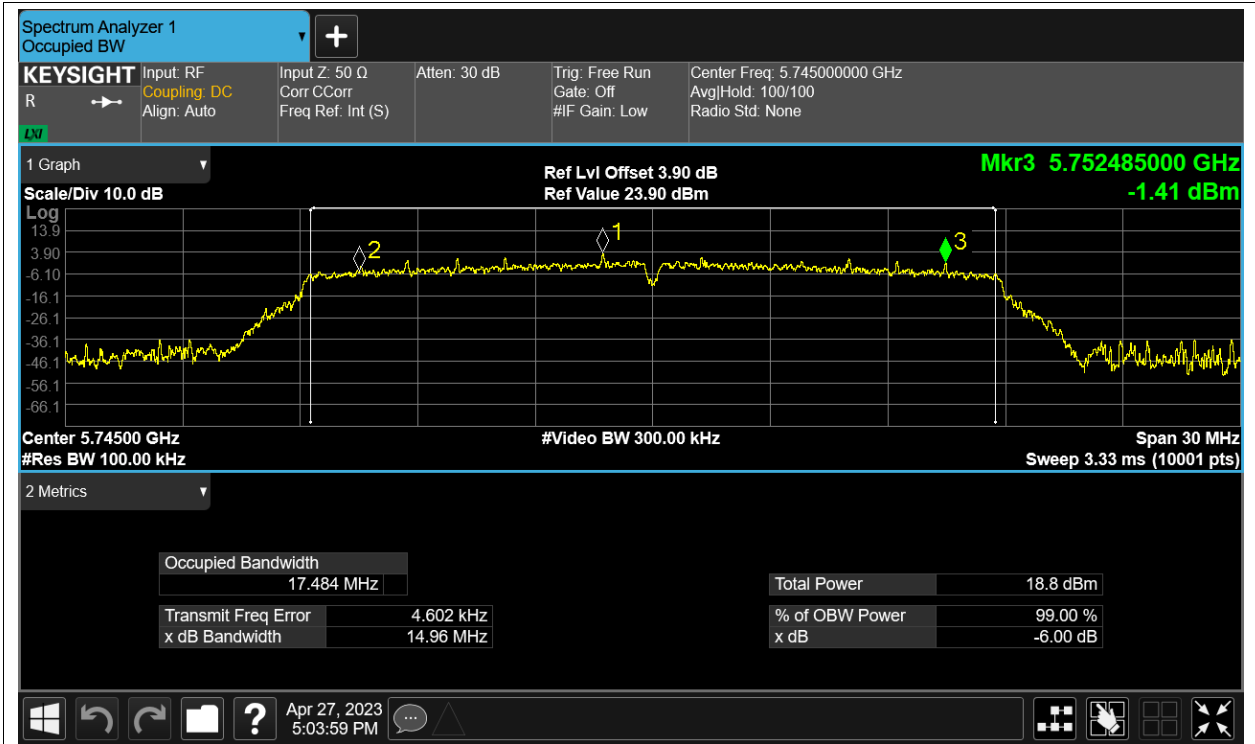 Spectrum Analyzer 1
Occupied BW
KEYSIGHT
R
LXI
Input: RF
Coupling: DC
Align: Auto
Input Z: 50 Ω
Corr CCorr
Freq Ref: Int (S)
Atten: 30 dB
Trig: Free Run
Gate: Off
#IF Gain: Low
Center Freq: 5.745000000 GHz
Avg|Hold: 100/100
Radio Std: None
1 Graph
Scale/Div 10.0 dB
Ref Lvl Offset 3.90 dB
Ref Value 23.90 dBm
Mkr3 5.752485000 GHz
-1.41 dBm
Log
13.9
3.90
-6.10
-16.1
-26.1
-36.1
-46.1
-56.1
-66.1
2
1
3
Center 5.74500 GHz
#Res BW 100.00 kHz
#Video BW 300.00 kHz
Span 30 MHz
Sweep 3.33 ms (10001 pts)
2 Metrics
Occupied Bandwidth
17.484 MHz
Transmit Freq Error 4.602 kHz
x dB Bandwidth 14.96 MHz
Total Power 18.8 dBm
% of OBW Power 99.00 %
x dB -6.00 dB
?
Apr 27, 2023
5:03:59 PM